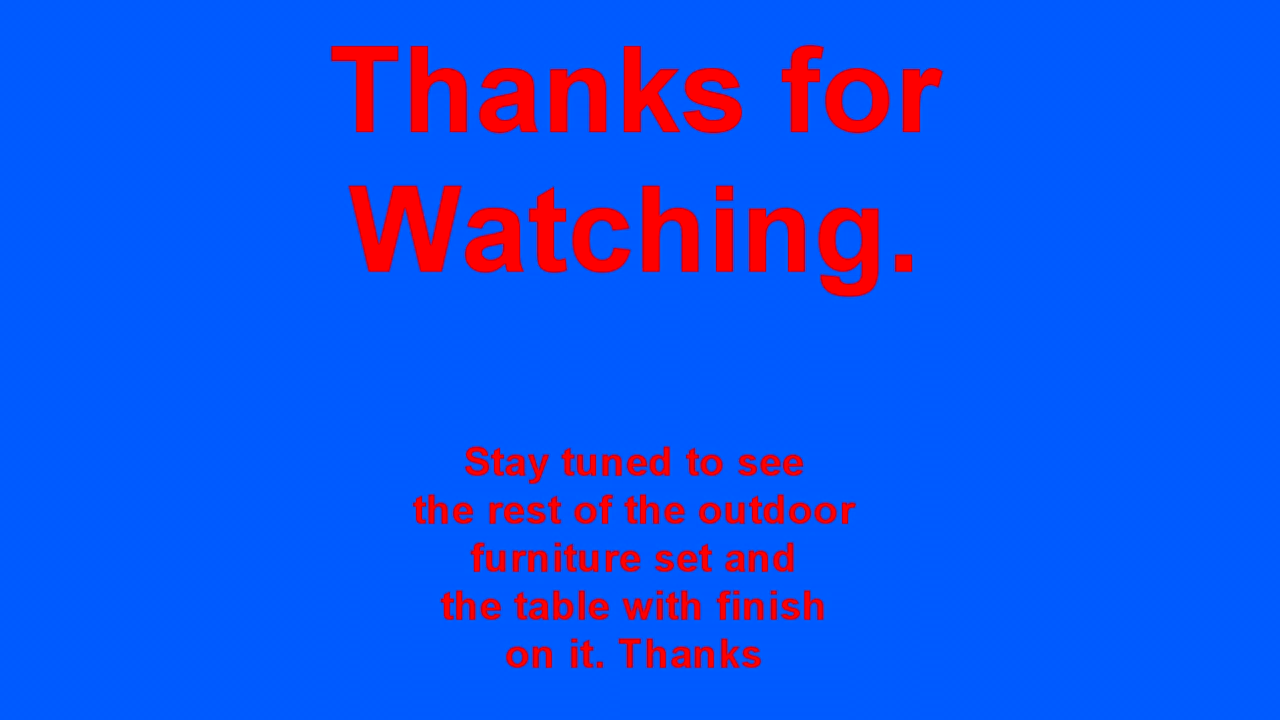 Thanks for
Watching.
Stay tuned to see
the rest of the outdoor
furniture set and
the table with finish
on it. Thanks